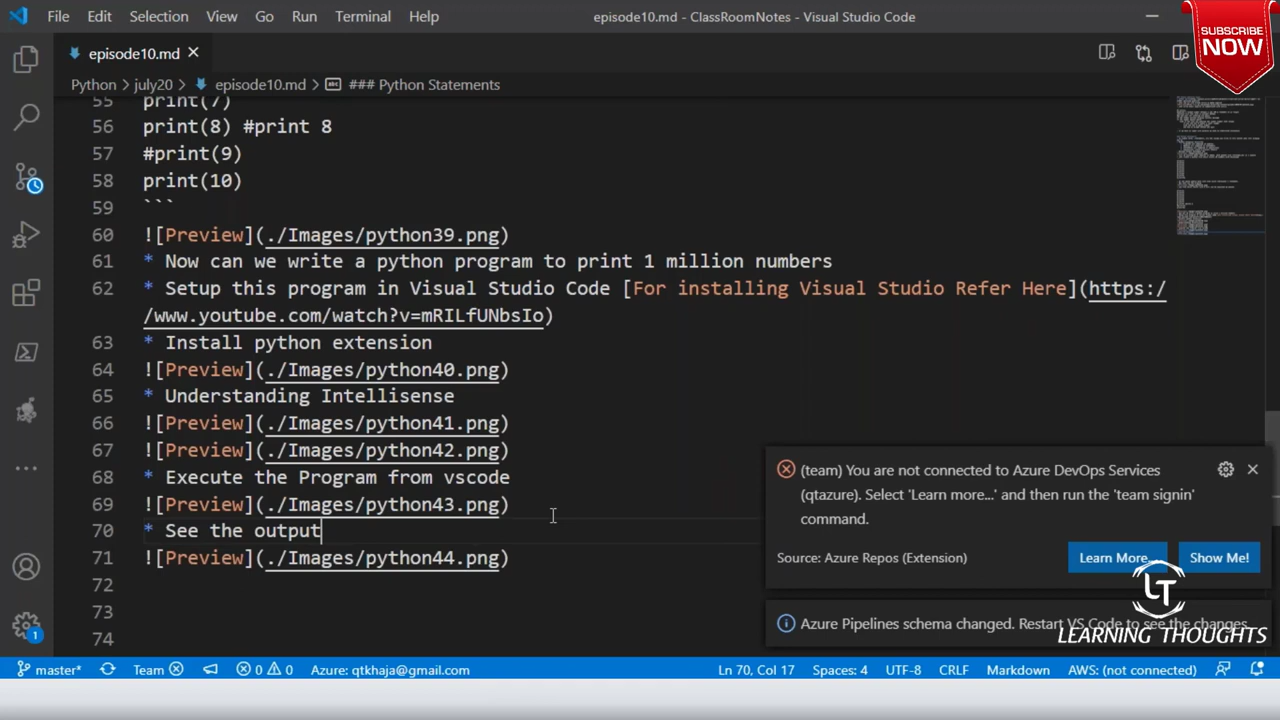 File Edit Selection View Go Run Terminal Help
episode10.md - ClassRoomNotes - Visual Studio Code
SUBSCRIBE
NOW
episode10.md
Python > july20 > episode10.md > ### Python Statements
55 print(7)
56 print(8) #print 8
57 #print(9)
58 print(10)
59 ```
60 ![Preview](./Images/python39.png)
61 * Now can we write a python program to print 1 million numbers
62 * Setup this program in Visual Studio Code [For installing Visual Studio Refer Here](https:/
/www.youtube.com/watch?v=mRILfUNbsIo)
63 * Install python extension
64 ![Preview](./Images/python40.png)
65 * Understanding Intellisense
66 ![Preview](./Images/python41.png)
67 ![Preview](./Images/python42.png)
68 * Execute the Program from vscode
69 ![Preview](./Images/python43.png)
70 * See the output
71 ![Preview](./Images/python44.png)
72
73
74
(team) You are not connected to Azure DevOps Services
(qtazure). Select 'Learn more...' and then run the 'team signin'
command.
Source: Azure Repos (Extension)
Learn More...
Show Me!
Azure Pipelines schema changed. Restart VS Code to see the changes.
LT
LEARNING THOUGHTS
1
master* Team 0 0 Azure: qtkhaja@gmail.com
Ln 70, Col 17 Spaces: 4 UTF-8 CRLF Markdown AWS: (not connected)